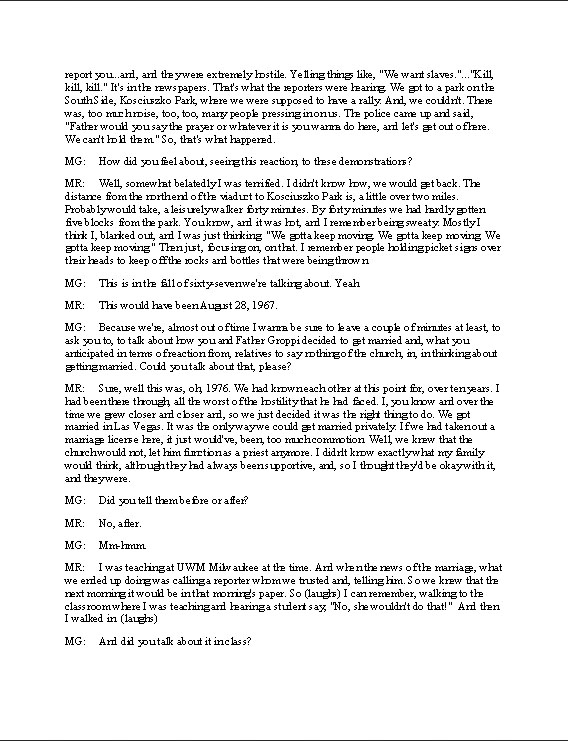 report you...and, and they were extremely hostile. Yelling things like, "We want slaves."..."Kill,
kill, kill." It's in the newspapers. That's what the reporters were hearing. We got to a park on the
South Side, Kosciuszko Park, where we were supposed to have a rally. And, we couldn't. There
was, too much noise, too, too, many people pressing in on us. The police came up and said,
"Father would you say the prayer or whatever it is you wanna do here, and let's get out of here.
We can't hold them." So, that's what happened.
MG: How did you feel about, seeing this reaction, to these demonstrations?
MR: Well, somewhat belatedly I was terrified. I didn't know how, we would get back. The
distance from the north end of the viaduct to Kosciuszko Park is, a little over two miles.
Probably would take, a leisurely walker forty minutes. By forty minutes we had hardly gotten
five blocks from the park. You know, and it was hot, and I remember being sweaty. Mostly I
think I, blanked out, and I was just thinking. "We gotta keep moving. We gotta keep moving. We
gotta keep moving." Then just, focusing on, on that. I remember people holding picket signs over
their heads to keep off the rocks and bottles that were being thrown.
MG: This is in the fall of sixty-seven we're talking about. Yeah.
MR: This would have been August 28, 1967.
MG: Because we're, almost out of time I wanna be sure to leave a couple of minutes at least, to
ask you to, to talk about how you and Father Groppi decided to get married and, what you
anticipated in terms of reaction from, relatives to say nothing of the church, in, in thinking about
getting married. Could you talk about that, please?
MR: Sure, well this was, oh, 1976. We had known each other at this point for, over ten years. I
had been there through, all the worst of the hostility that he had faced. I, you know and over the
time we grew closer and closer and, so we just decided it was the right thing to do. We got
married in Las Vegas. It was the only way we could get married privately. If we had taken out a
marriage license here, it just would've, been, too much commotion. Well, we knew that the
church would not, let him function as a priest anymore. I didn't know exactly what my family
would think, although they had always been supportive, and, so I thought they'd be okay with it,
and they were.
MG: Did you tell them before or after?
MR: No, after.
MG: Mm-hmm.
MR: I was teaching at UWM Milwaukee at the time. And when the news of the marriage, what
we ended up doing was calling a reporter whom we trusted and, telling him. So we knew that the
next morning it would be in that morning's paper. So (laughs) I can remember, walking to the
classroom where I was teaching and hearing a student say, "No, she wouldn't do that!" And then
I walked in (laughs)
MG: And did you talk about it in class?